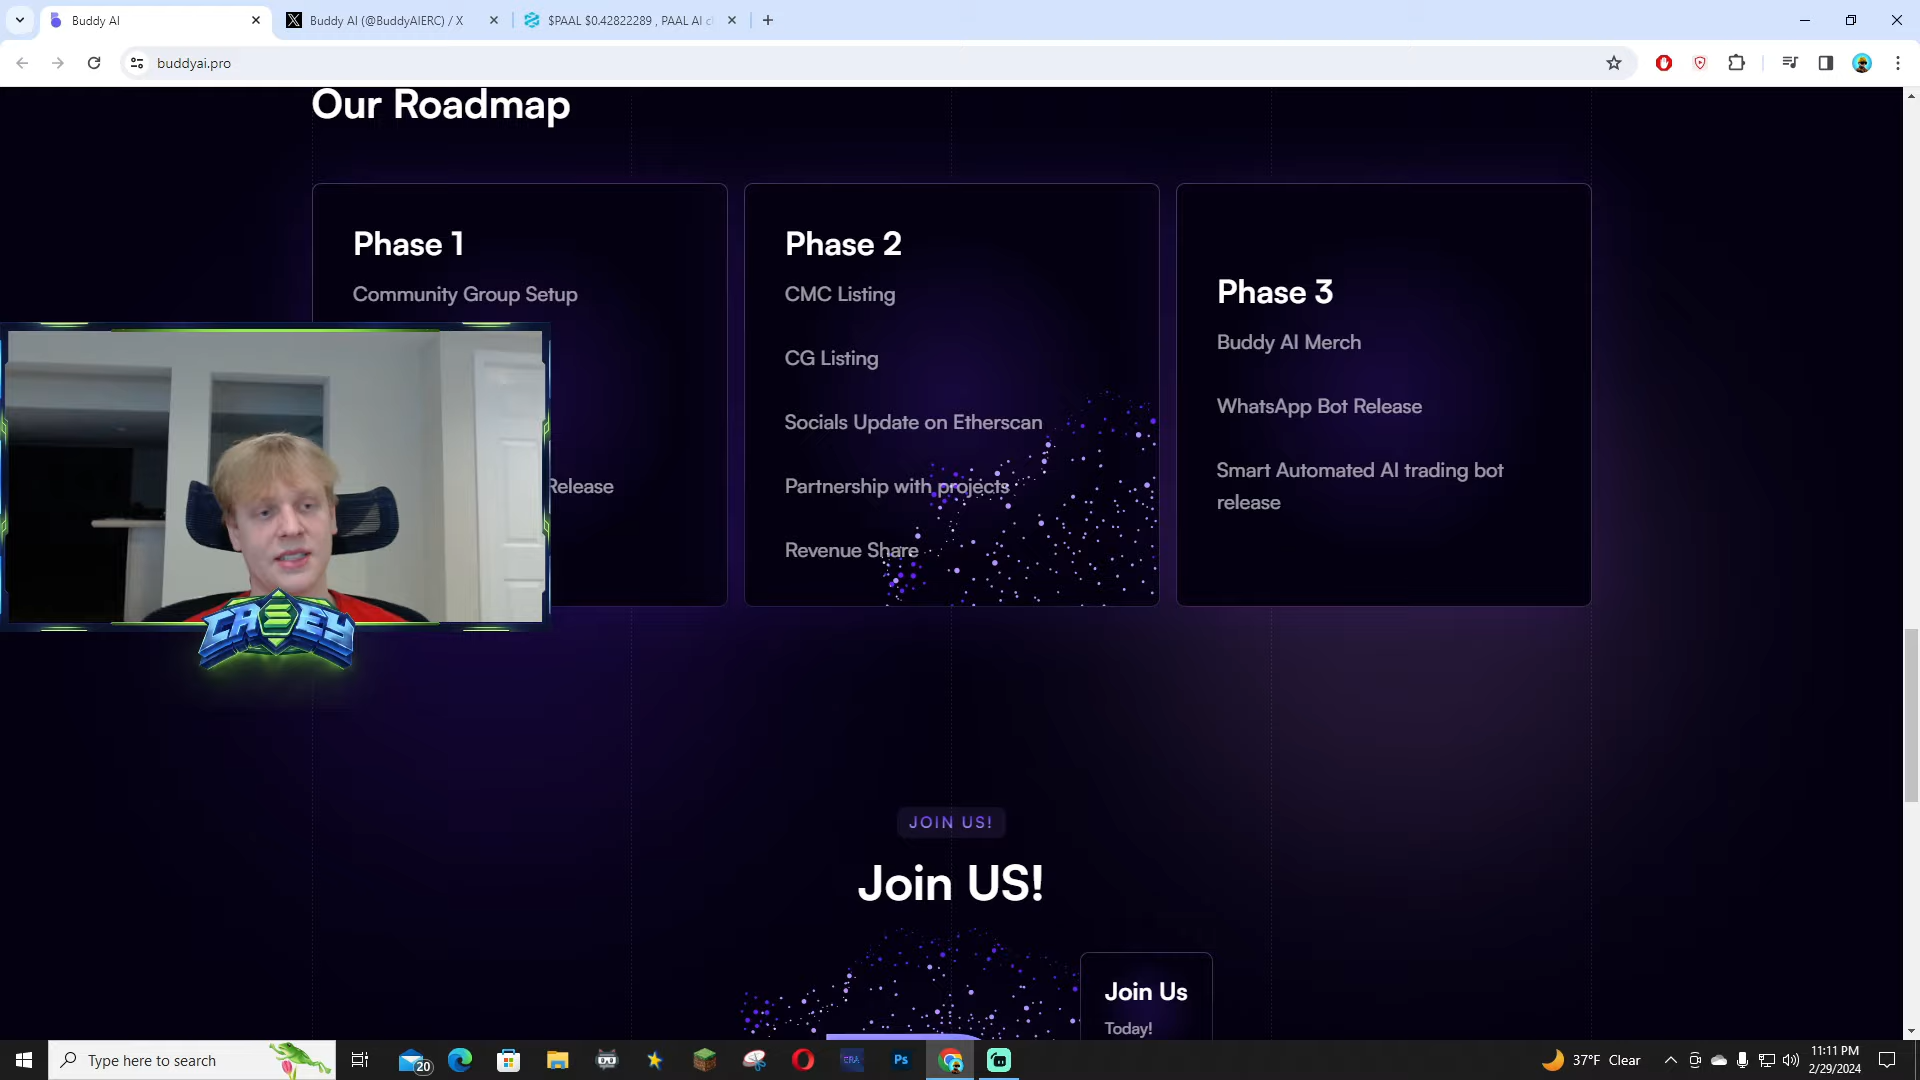 Buddy AI
Buddy AI (@BuddyAIERC) / X
$PAAL $0.42822289 , PAAL AI c
buddyai.pro
Our Roadmap
Phase 1
Community Group Setup
Release
Phase 2
CMC Listing
CG Listing
Socials Update on Etherscan
Partnership with projects
Revenue Share
Phase 3
Buddy AI Merch
WhatsApp Bot Release
Smart Automated AI trading bot
release
CASEY
JOIN US!
Join US!
Join Us
Today!
Type here to search
20
Ps
37°F Clear
11:11 PM
2/29/2024